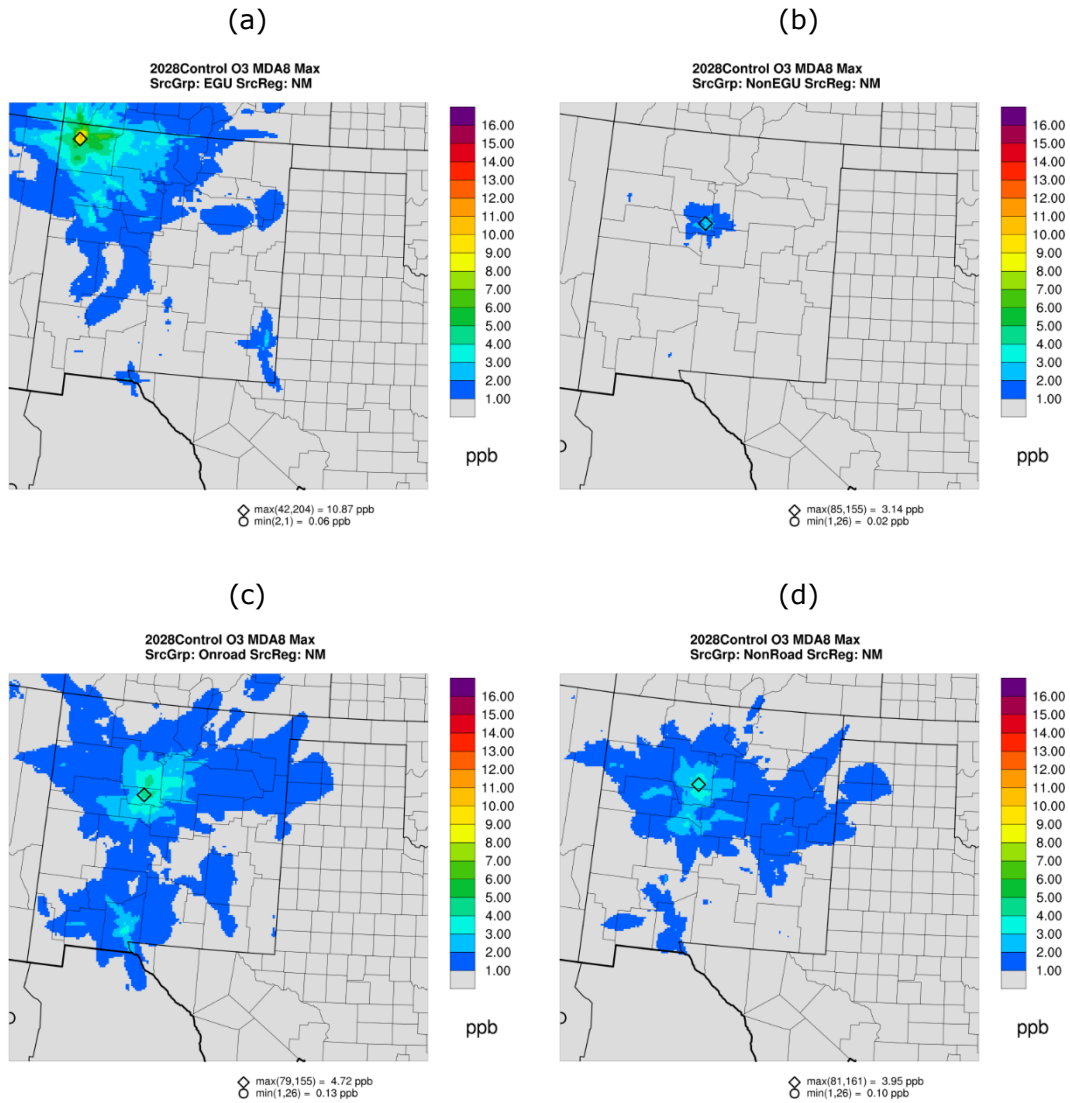 (a)
2028Control O3 MDA8 Max
SrcGrp: EGU SrcReg: NM
16.00
15.00
14.00
13.00
12.00
11.00
10.00
9.00
8.00
7.00
6.00
5.00
4.00
3.00
2.00
1.00
ppb
max(42,204) = 10.87 ppb
min(2,1) = 0.06 ppb
(b)
2028Control O3 MDA8 Max
SrcGrp: NonEGU SrcReg: NM
16.00
15.00
14.00
13.00
12.00
11.00
10.00
9.00
8.00
7.00
6.00
5.00
4.00
3.00
2.00
1.00
ppb
max(85,155) = 3.14 ppb
min(1,26) = 0.02 ppb
(c)
2028Control O3 MDA8 Max
SrcGrp: Onroad SrcReg: NM
16.00
15.00
14.00
13.00
12.00
11.00
10.00
9.00
8.00
7.00
6.00
5.00
4.00
3.00
2.00
1.00
ppb
max(79,155) = 4.72 ppb
min(1,26) = 0.13 ppb
(d)
2028Control O3 MDA8 Max
SrcGrp: NonRoad SrcReg: NM
16.00
15.00
14.00
13.00
12.00
11.00
10.00
9.00
8.00
7.00
6.00
5.00
4.00
3.00
2.00
1.00
ppb
max(81,161) = 3.95 ppb
min(1,26) = 0.10 ppb